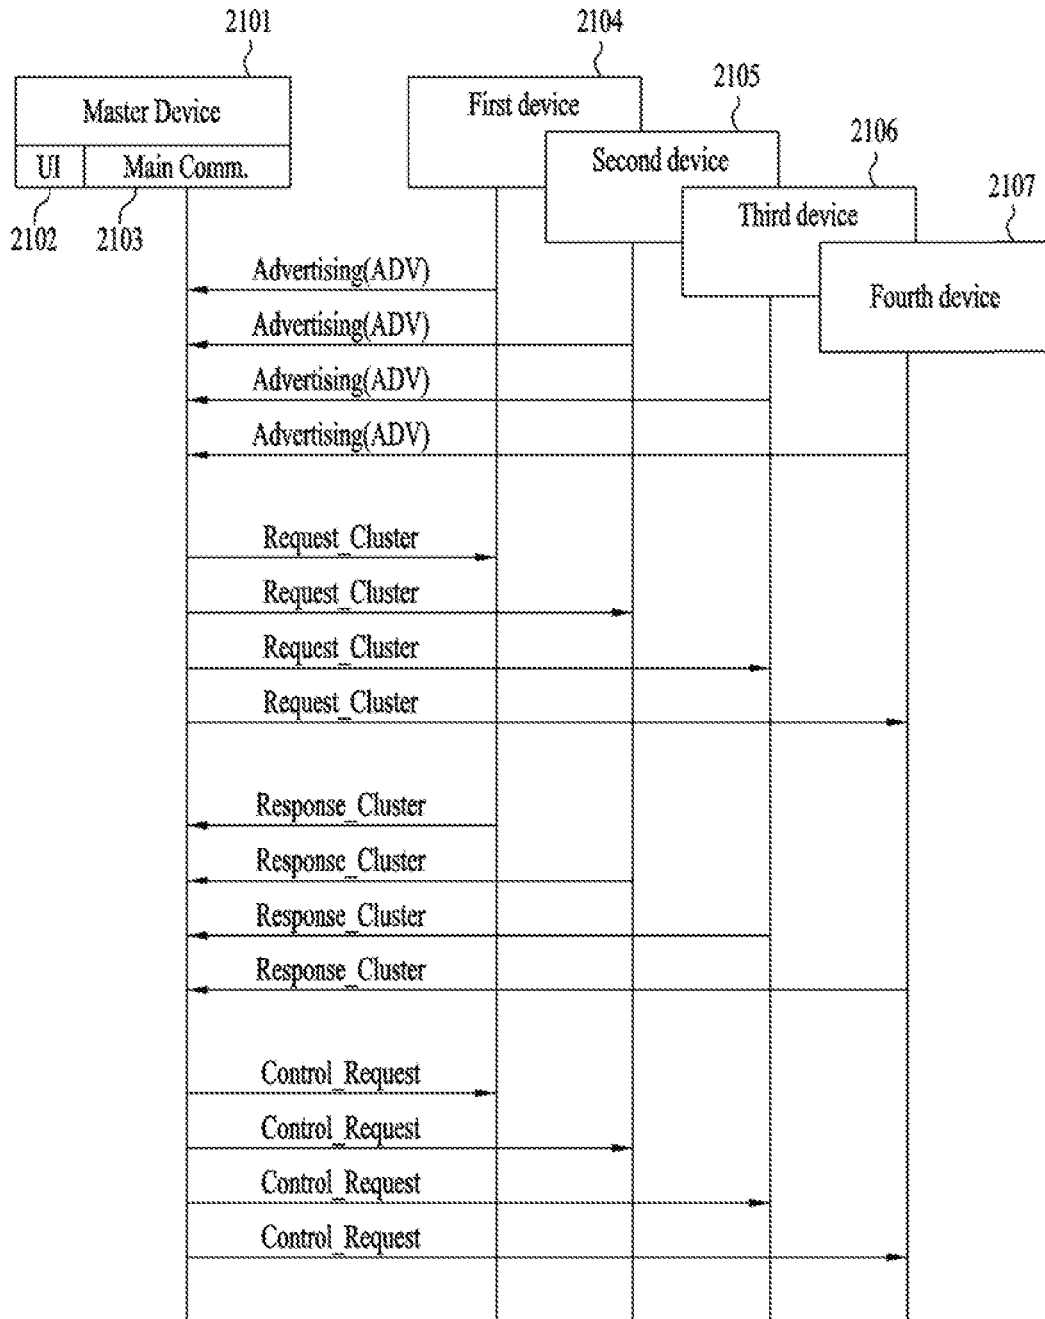 2101
2104
2105
2106
2107
Master Device
First device
Second device
Third device
Fourth device
UI
Main Comm.
2102
2103
Advertising(ADV)
Advertising(ADV)
Advertising(ADV)
Advertising(ADV)
Request_Cluster
Request_Cluster
Request_Cluster
Request_Cluster
Response_Cluster
Response_Cluster
Response_Cluster
Response_Cluster
Control_Request
Control_Request
Control_Request
Control_Request